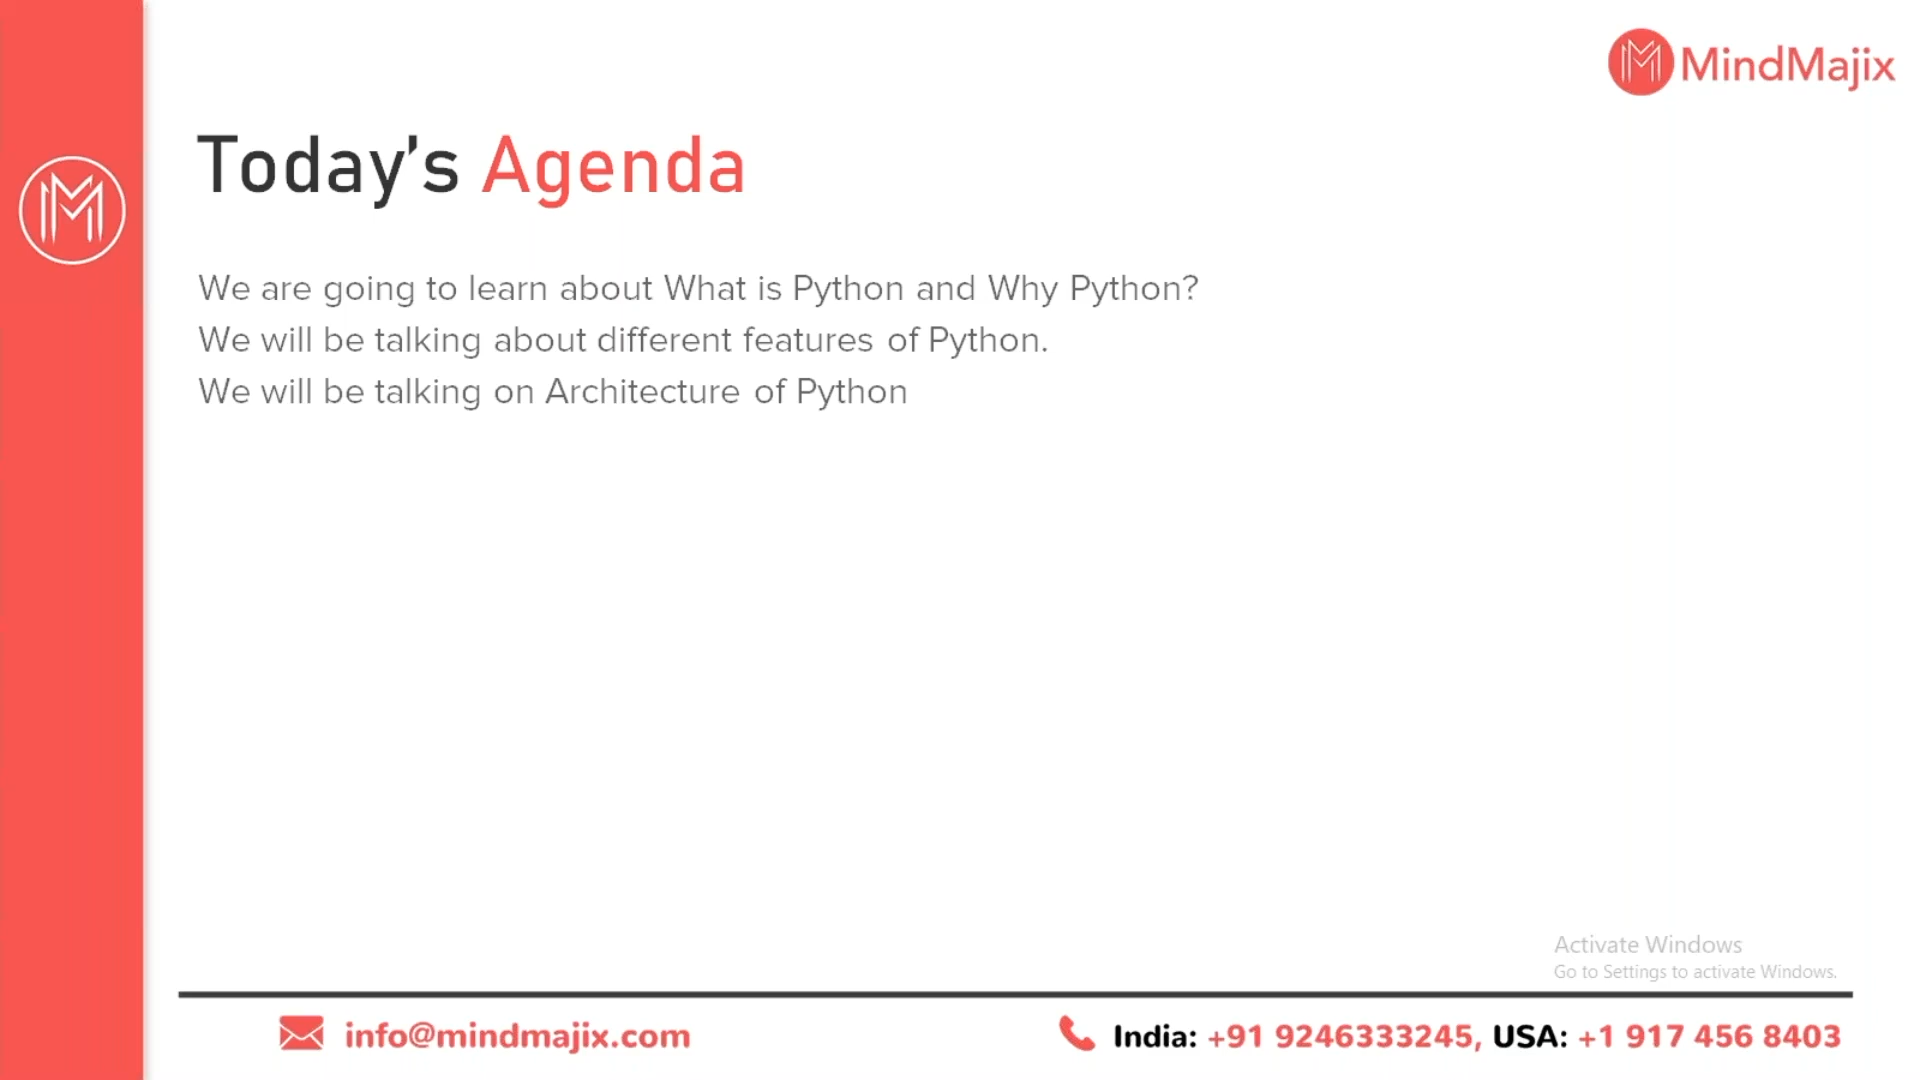 MindMajix
Today's Agenda
We are going to learn about What is Python and Why Python?
We will be talking about different features of Python.
We will be talking on Architecture of Python
Activate Windows
Go to Settings to activate Windows.
info@mindmajix.com
India: +91 9246333245, USA: +1 917 456 8403